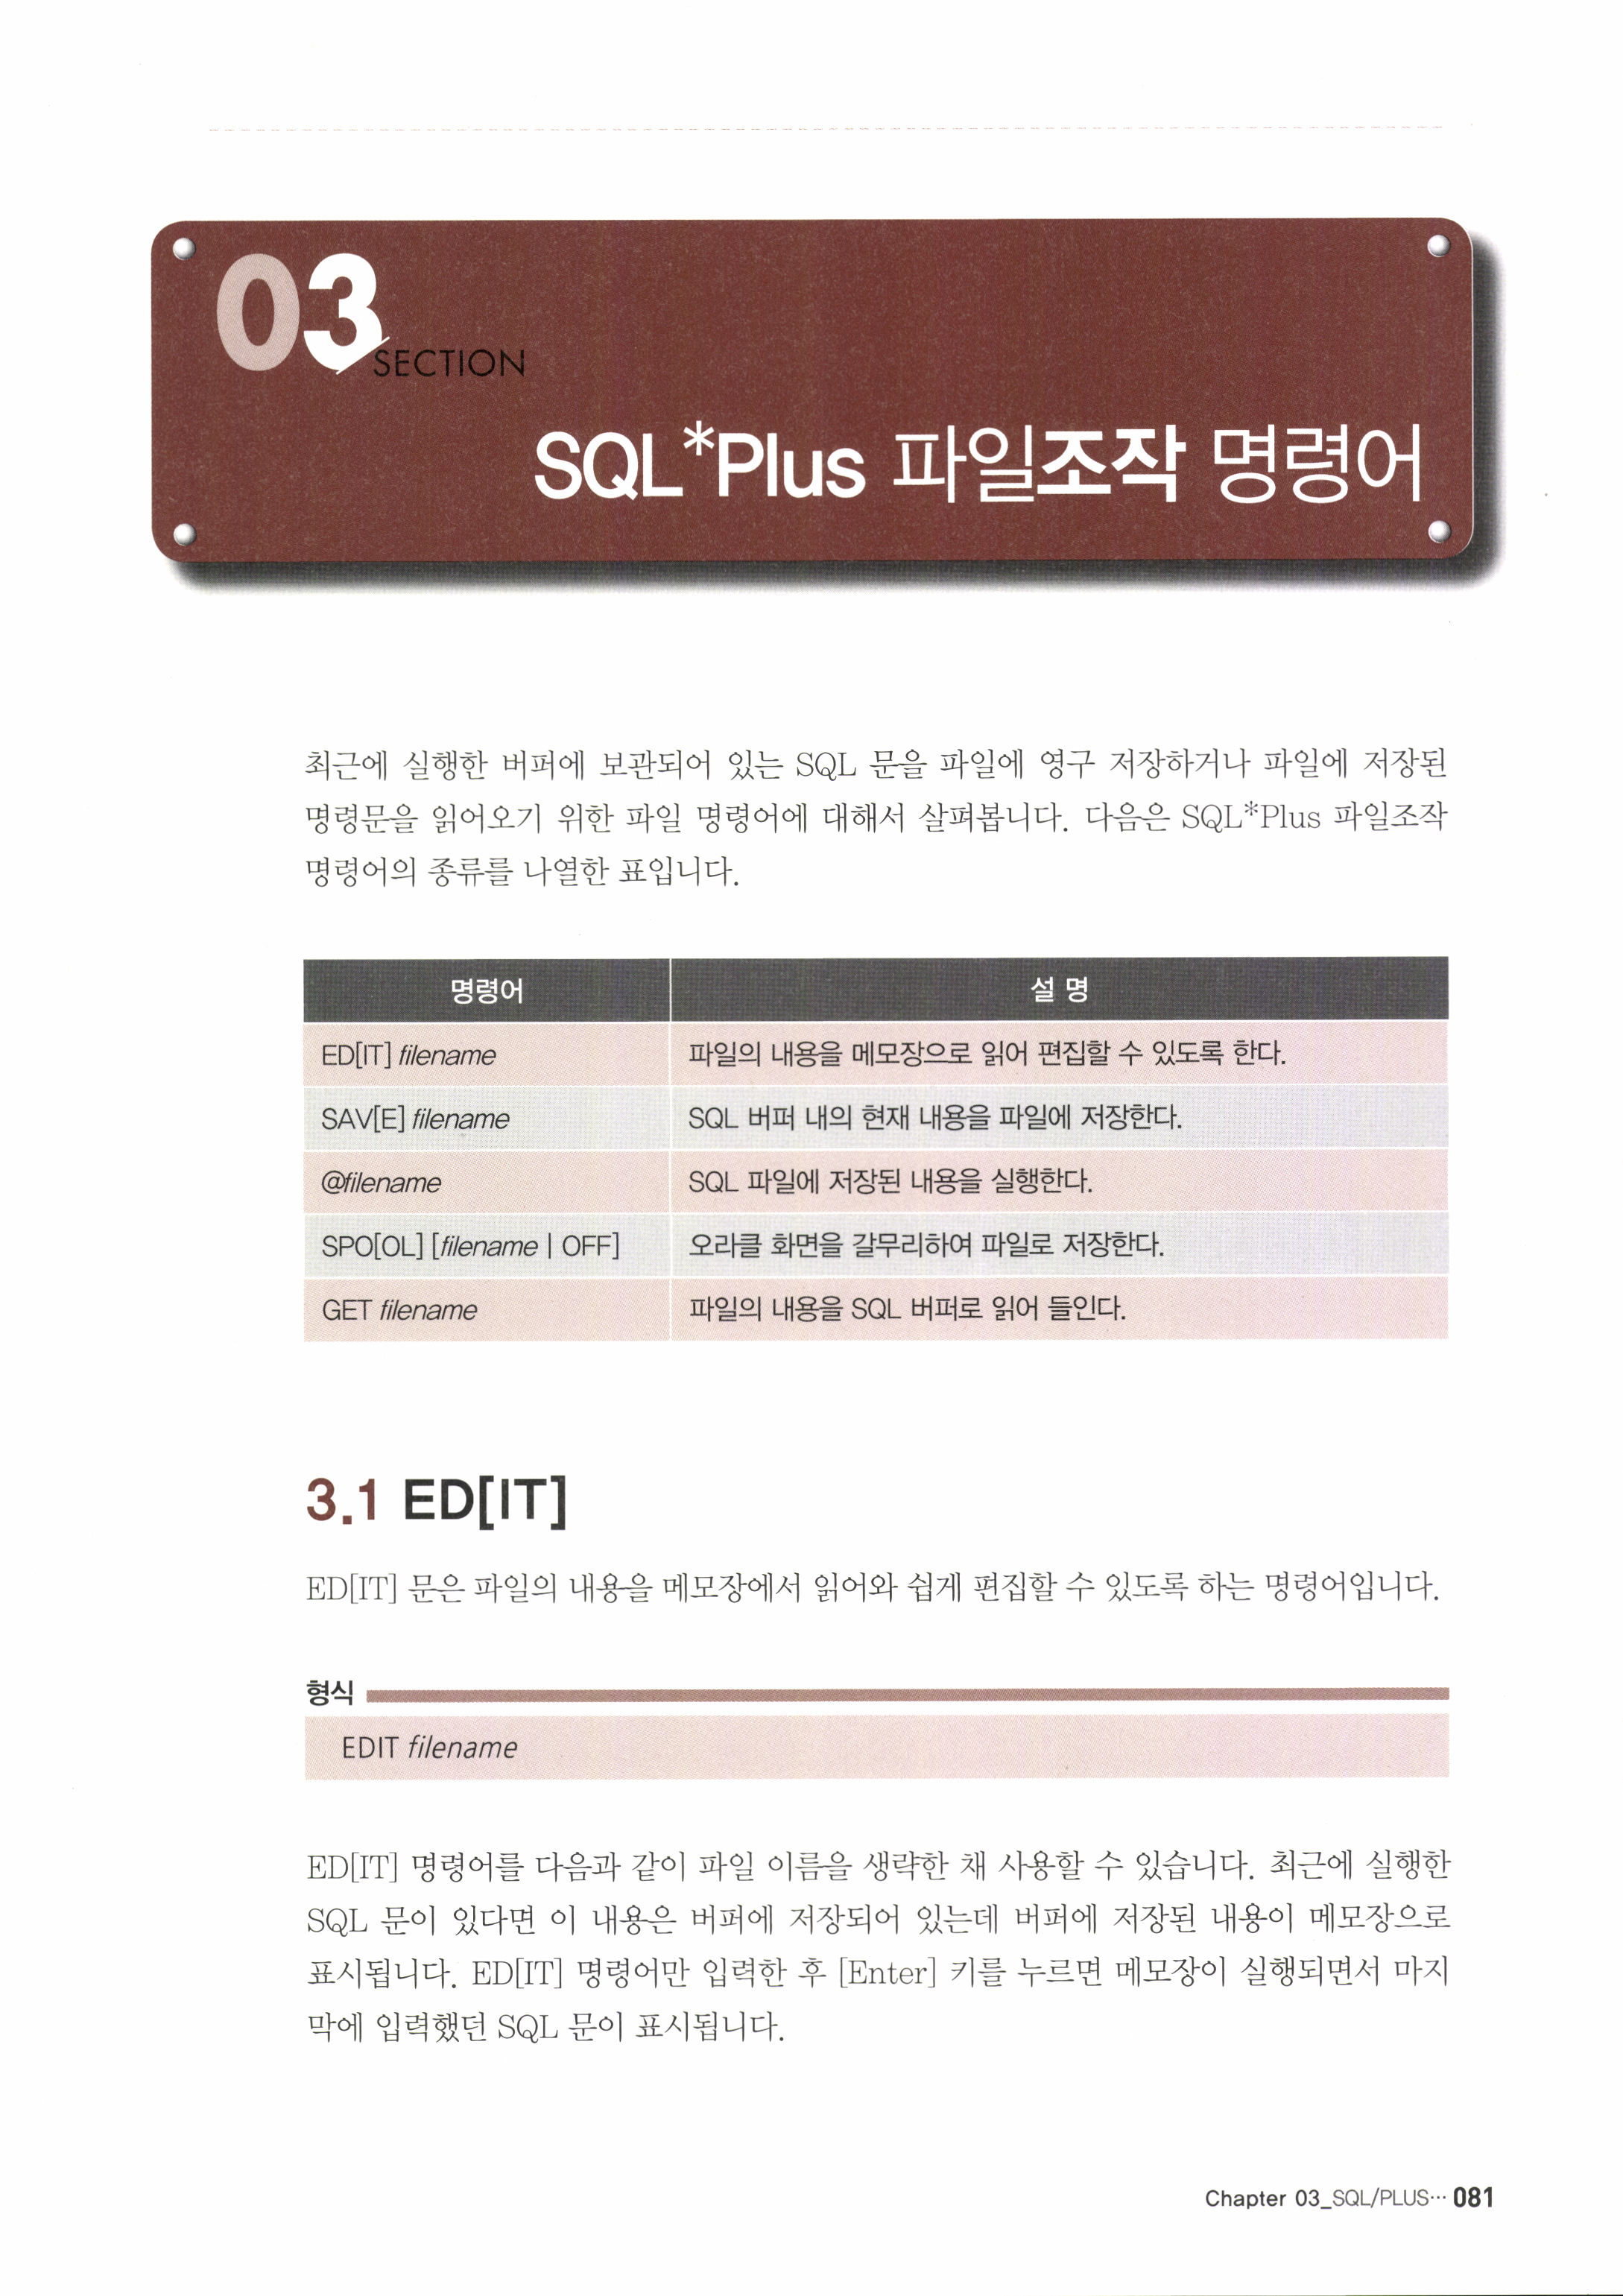 03 SECTION
SQL*Plus 파일조작 명령어
최근에 실행한 버퍼에 보관되어 있는 SQL 문을 파일에 영구 저장하거나 파일에 저장된
명령문을 읽어오기 위한 파일 명령어에 대해서 살펴봅니다. 다음은 SQL*Plus 파일조작
명령어의 종류를 나열한 표입니다.
명령어 설 명
ED[IT] filename 파일의 내용을 메모장으로 읽어 편집할 수 있도록 한다.
SAV[E] filename SQL 버퍼 내의 현재 내용을 파일에 저장한다.
@filename SQL 파일에 저장된 내용을 실행한다.
SPO[OL] [filename | OFF] 오라클 화면을 갈무리하여 파일로 저장한다.
GET filename 파일의 내용을 SQL 버퍼로 읽어 들인다.
3.1 ED[IT]
ED[IT] 문은 파일의 내용을 메모장에서 읽어와 쉽게 편집할 수 있도록 하는 명령어입니다.
형식
EDIT filename
ED[IT] 명령어를 다음과 같이 파일 이름을 생략한 채 사용할 수 있습니다. 최근에 실행한
SQL 문이 있다면 이 내용은 버퍼에 저장되어 있는데 버퍼에 저장된 내용이 메모장으로
표시됩니다. ED[IT] 명령어만 입력한 후 [Enter] 키를 누르면 메모장이 실행되면서 마지
막에 입력했던 SQL 문이 표시됩니다.
Chapter 03_SQL/PLUS··· 081